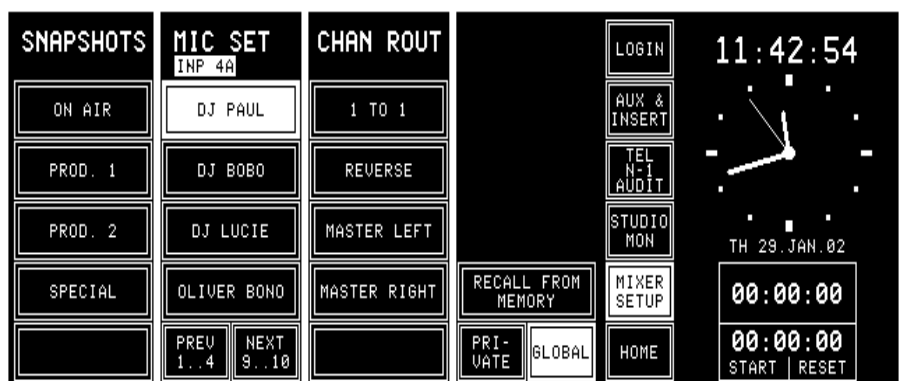 SNAPSHOTS
ON AIR
PROD. 1
PROD. 2
SPECIAL
MIC SET
INP 4A
DJ PAUL
DJ BOBO
DJ LUCIE
OLIVER BONO
PREV
1..4
NEXT
9..10
CHAN ROUT
1 TO 1
REVERSE
MASTER LEFT
MASTER RIGHT
RECALL FROM
MEMORY
PRI-
VATE
GLOBAL
LOGIN
AUX &
INSERT
TEL
N-1
AUDIT
STUDIO
MON
MIXER
SETUP
HOME
11:42:54
TH 29.JAN.02
00:00:00
00:00:00
START RESET